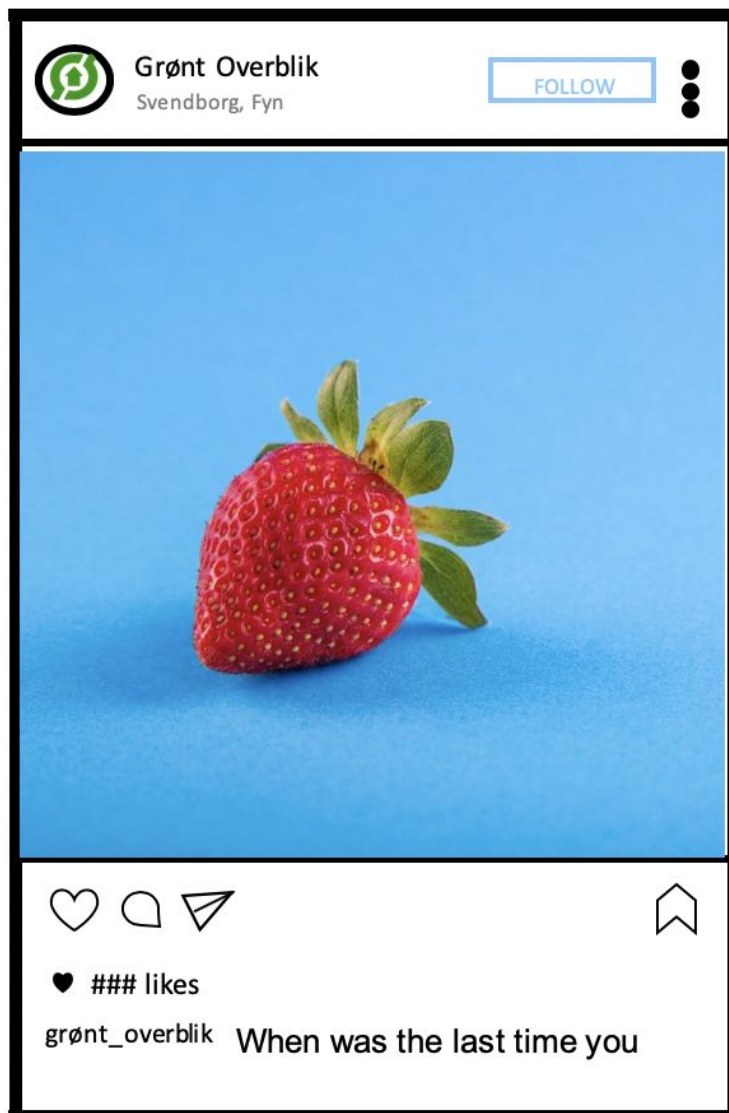 Grønt Overblik
Svendborg, Fyn
FOLLOW
### likes
grønt_overblik When was the last time you